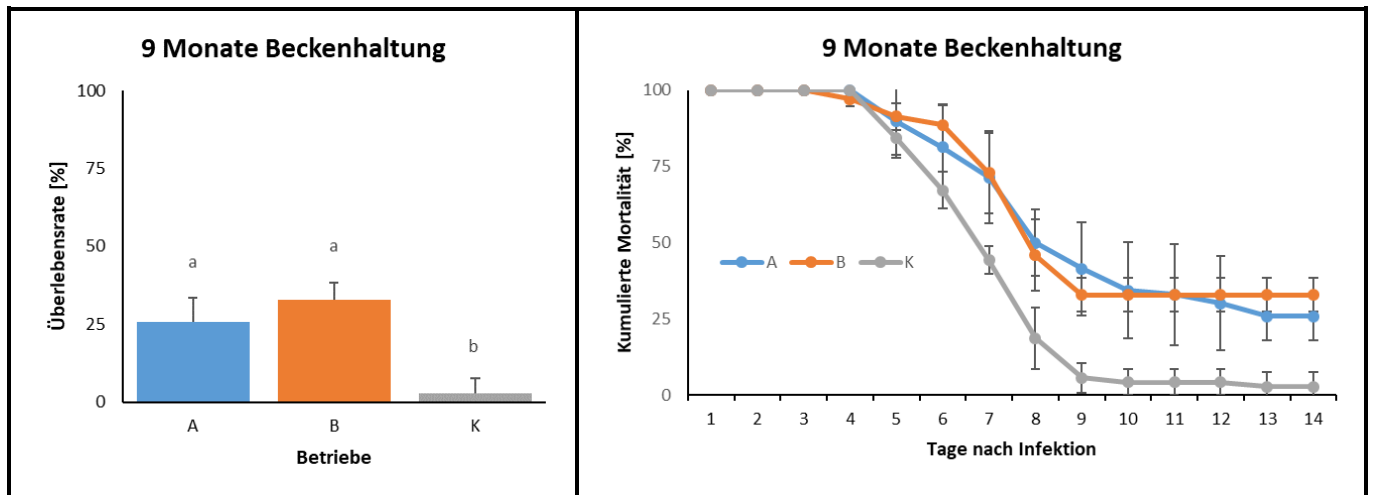 9 Monate Beckenhaltung
Überlebensrate [%]
100
75
50
25
0
a
a
b
A
B
K
Betriebe
9 Monate Beckenhaltung
Kumulierte Mortalität [%]
100
75
50
25
0
A B K
1 2 3 4 5 6 7 8 9 10 11 12 13 14
Tage nach Infektion